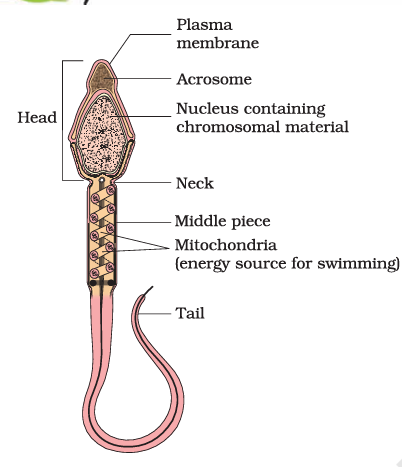 Plasma
membrane
Acrosome
Head
Nucleus containing
chromosomal material
Neck
Middle piece
Mitochondria
(energy source for swimming)
Tail